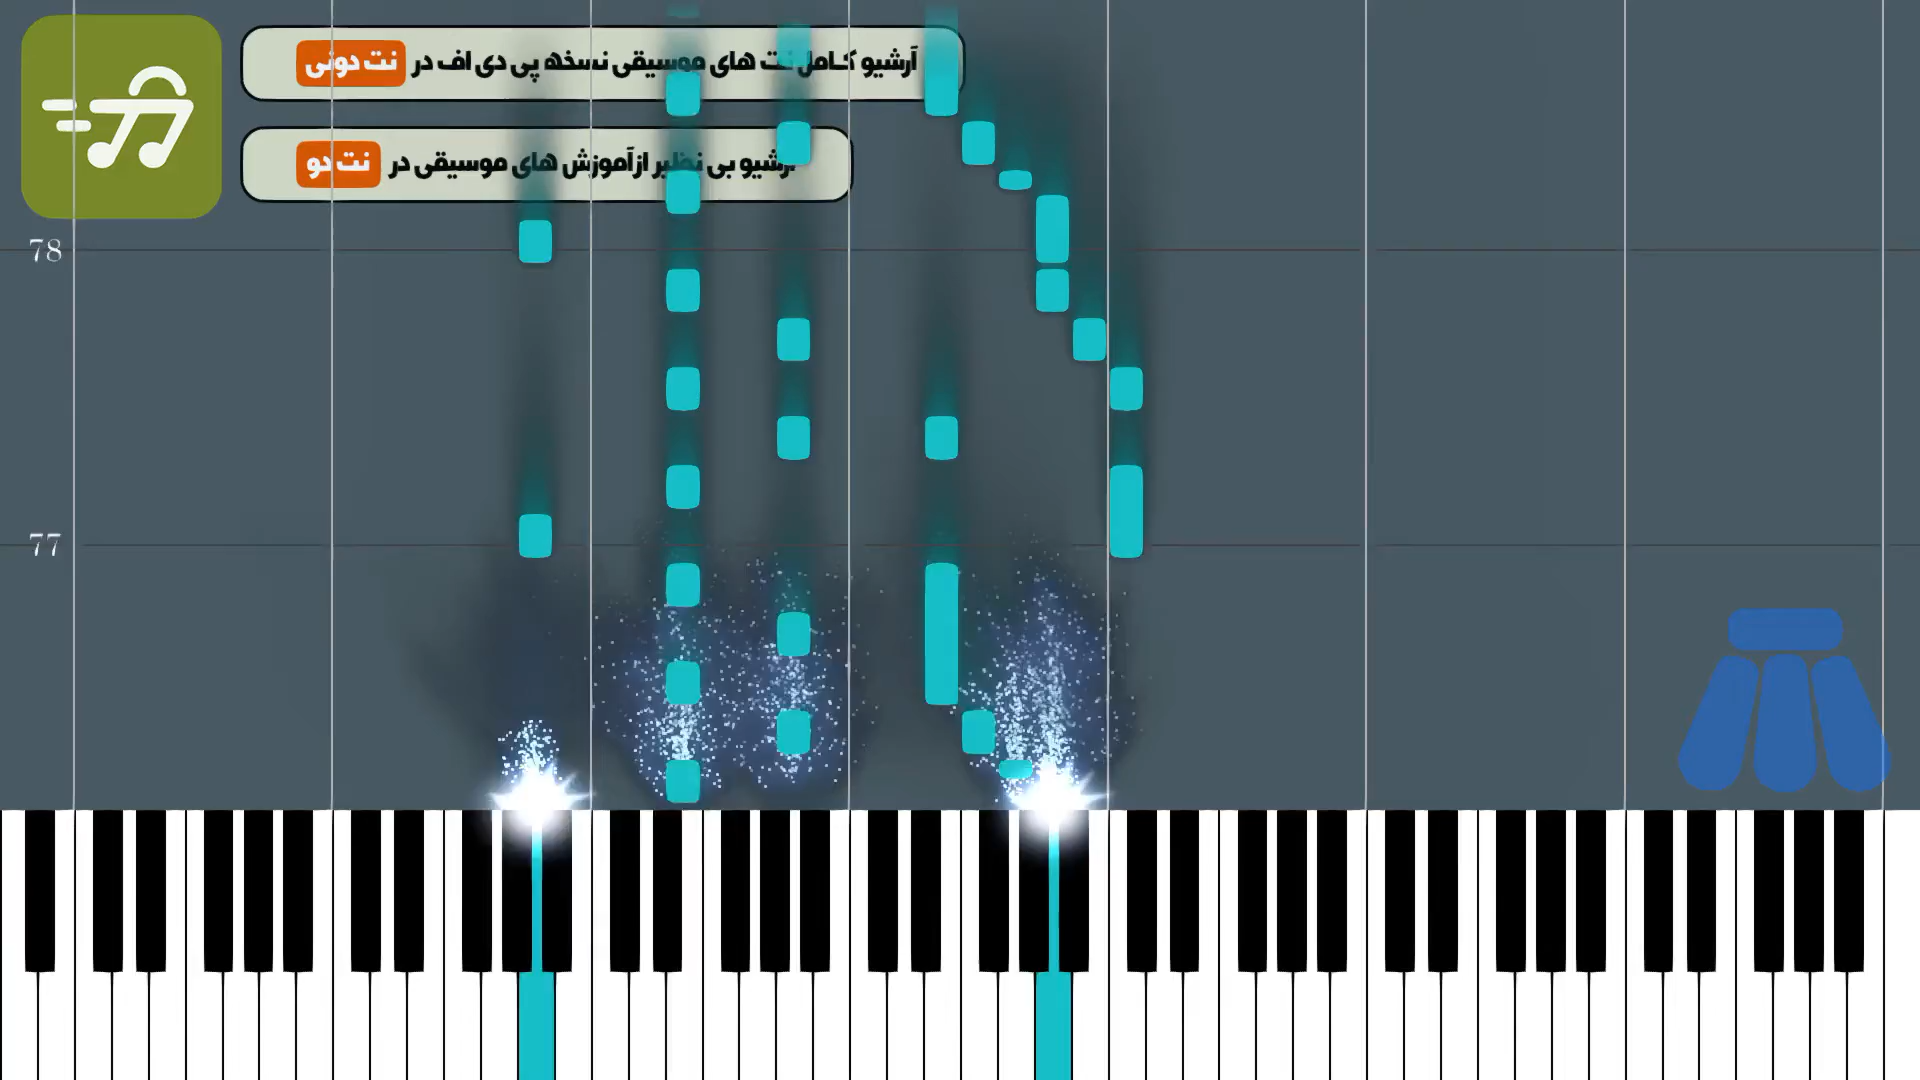 آرشیو کامل نت های موسیقی نسخه پی دی اف در نت دونی
آرشیو بی نظیر از آموزش های موسیقی در نت دو
78
77